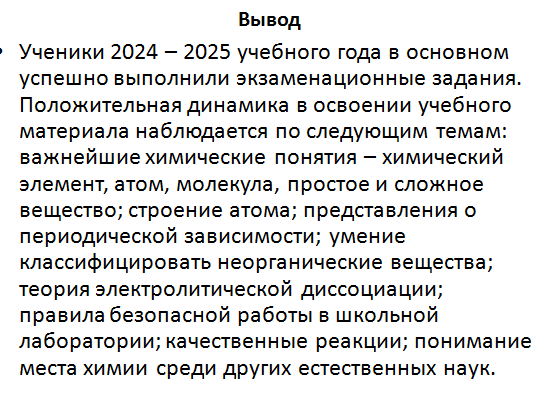 Вывод
• Ученики 2024 – 2025 учебного года в основном
успешно выполнили экзаменационные задания.
Положительная динамика в освоении учебного
материала наблюдается по следующим темам:
важнейшие химические понятия – химический
элемент, атом, молекула, простое и сложное
вещество; строение атома; представления о
периодической зависимости; умение
классифицировать неорганические вещества;
теория электролитической диссоциации;
правила безопасной работы в школьной
лаборатории; качественные реакции; понимание
места химии среди других естественных наук.